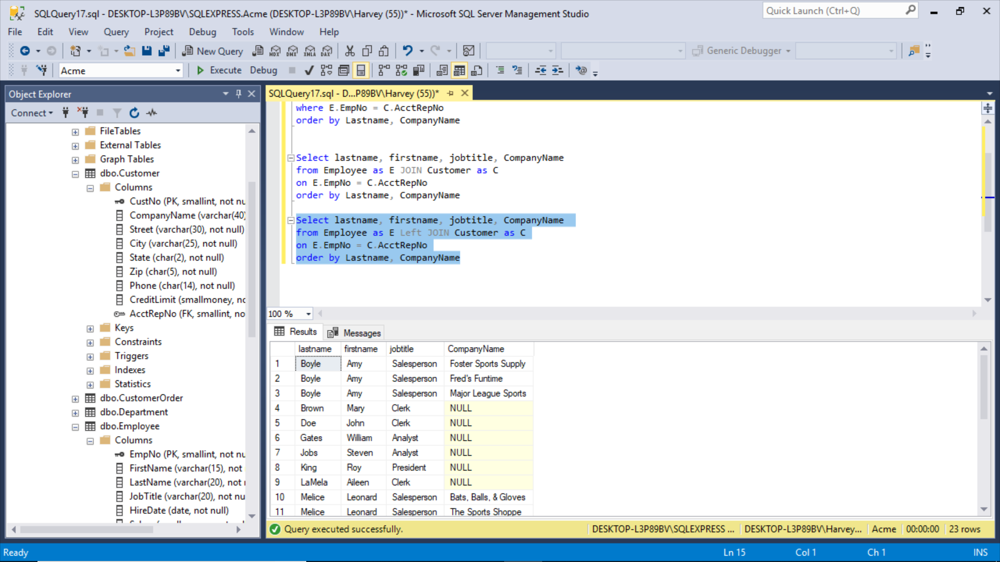 SQLQuery17.sql - DESKTOP-L3P89BV\SQLEXPRESS.Acme (DESKTOP-L3P89BV\Harvey (55))* - Microsoft SQL Server Management Studio
Quick Launch (Ctrl+Q)
File Edit View Query Project Debug Tools Window Help
New Query MDX DMX XMLA DAX Generic Debugger
Acme Execute Debug
Object Explorer
Connect
FileTables
External Tables
Graph Tables
dbo.Customer
Columns
CustNo (PK, smallint, not nu
CompanyName (varchar(40)
Street (varchar(30), not null)
City (varchar(25), not null)
State (char(2), not null)
Zip (char(5), not null)
Phone (char(14), not null)
CreditLimit (smallmoney, no
AcctRepNo (FK, smallint, no
Keys
Constraints
Triggers
Indexes
Statistics
dbo.CustomerOrder
dbo.Department
dbo.Employee
Columns
EmpNo (PK, smallint, not nu
FirstName (varchar(15), not
LastName (varchar(20), not
JobTitle (varchar(20), not nu
HireDate (date, not null)
SQLQuery17.sql - D...P89BV\Harvey (55))*
where E.EmpNo = C.AcctRepNo
order by Lastname, CompanyName
Select lastname, firstname, jobtitle, CompanyName
from Employee as E JOIN Customer as C
on E.EmpNo = C.AcctRepNo
order by Lastname, CompanyName
Select lastname, firstname, jobtitle, CompanyName
from Employee as E Left JOIN Customer as C
on E.EmpNo = C.AcctRepNo
order by Lastname, CompanyName
100 %
Results Messages
lastname firstname jobtitle CompanyName
1 Boyle Amy Salesperson Foster Sports Supply
2 Boyle Amy Salesperson Fred's Funtime
3 Boyle Amy Salesperson Major League Sports
4 Brown Mary Clerk NULL
5 Doe John Clerk NULL
6 Gates William Analyst NULL
7 Jobs Steven Analyst NULL
8 King Roy President NULL
9 LaMela Aileen Clerk NULL
10 Melice Leonard Salesperson Bats, Balls, & Gloves
11 Melice Leonard Salesperson The Sports Shoppe
Query executed successfully. DESKTOP-L3P89BV\SQLEXPRESS ... DESKTOP-L3P89BV\Harvey... Acme 00:00:00 23 rows
Ready Ln 15 Col 1 Ch 1 INS